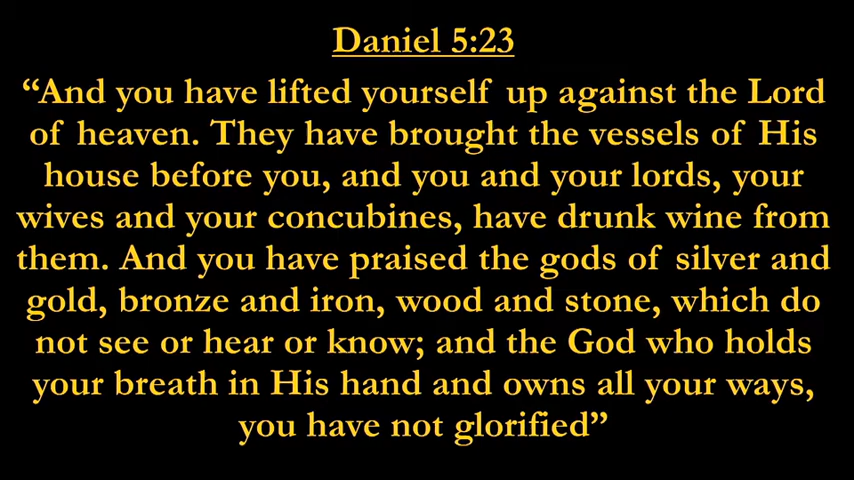 Daniel 5:23
“And you have lifted yourself up against the Lord
of heaven. They have brought the vessels of His
house before you, and you and your lords, your
wives and your concubines, have drunk wine from
them. And you have praised the gods of silver and
gold, bronze and iron, wood and stone, which do
not see or hear or know; and the God who holds
your breath in His hand and owns all your ways,
you have not glorified”